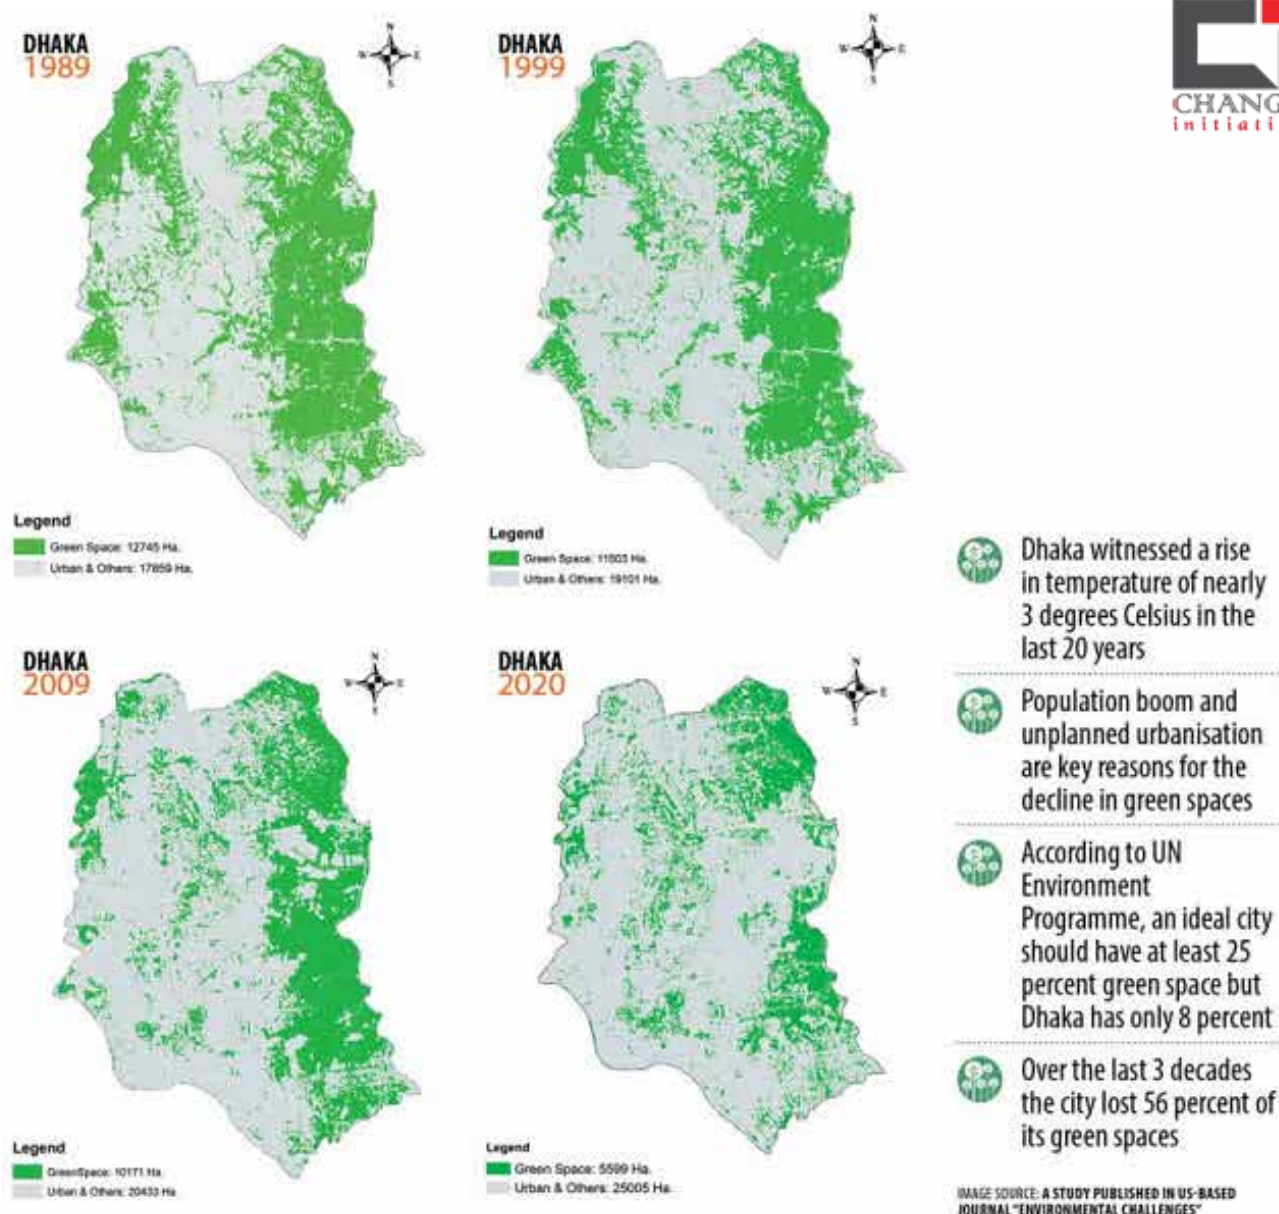 DHAKA
1989
N
W E
S
Legend
Green Space: 12745 Ha.
Urban & Others: 17859 Ha.
DHAKA
1999
N
W E
S
Legend
Green Space: 11503 Ha.
Urban & Others: 19101 Ha.
CHANG
initiati
DHAKA
2009
N
W E
S
Legend
GreenSpace: 10171 Ha.
Urban & Others: 20433 Ha
DHAKA
2020
N
W E
S
Legend
Green Space: 5599 Ha.
Urban & Others: 25005 Ha.
Dhaka witnessed a rise
in temperature of nearly
3 degrees Celsius in the
last 20 years
Population boom and
unplanned urbanisation
are key reasons for the
decline in green spaces
According to UN
Environment
Programme, an ideal city
should have at least 25
percent green space but
Dhaka has only 8 percent
Over the last 3 decades
the city lost 56 percent of
its green spaces
IMAGE SOURCE: A STUDY PUBLISHED IN US-BASED
JOURNAL "ENVIRONMENTAL CHALLENGES"